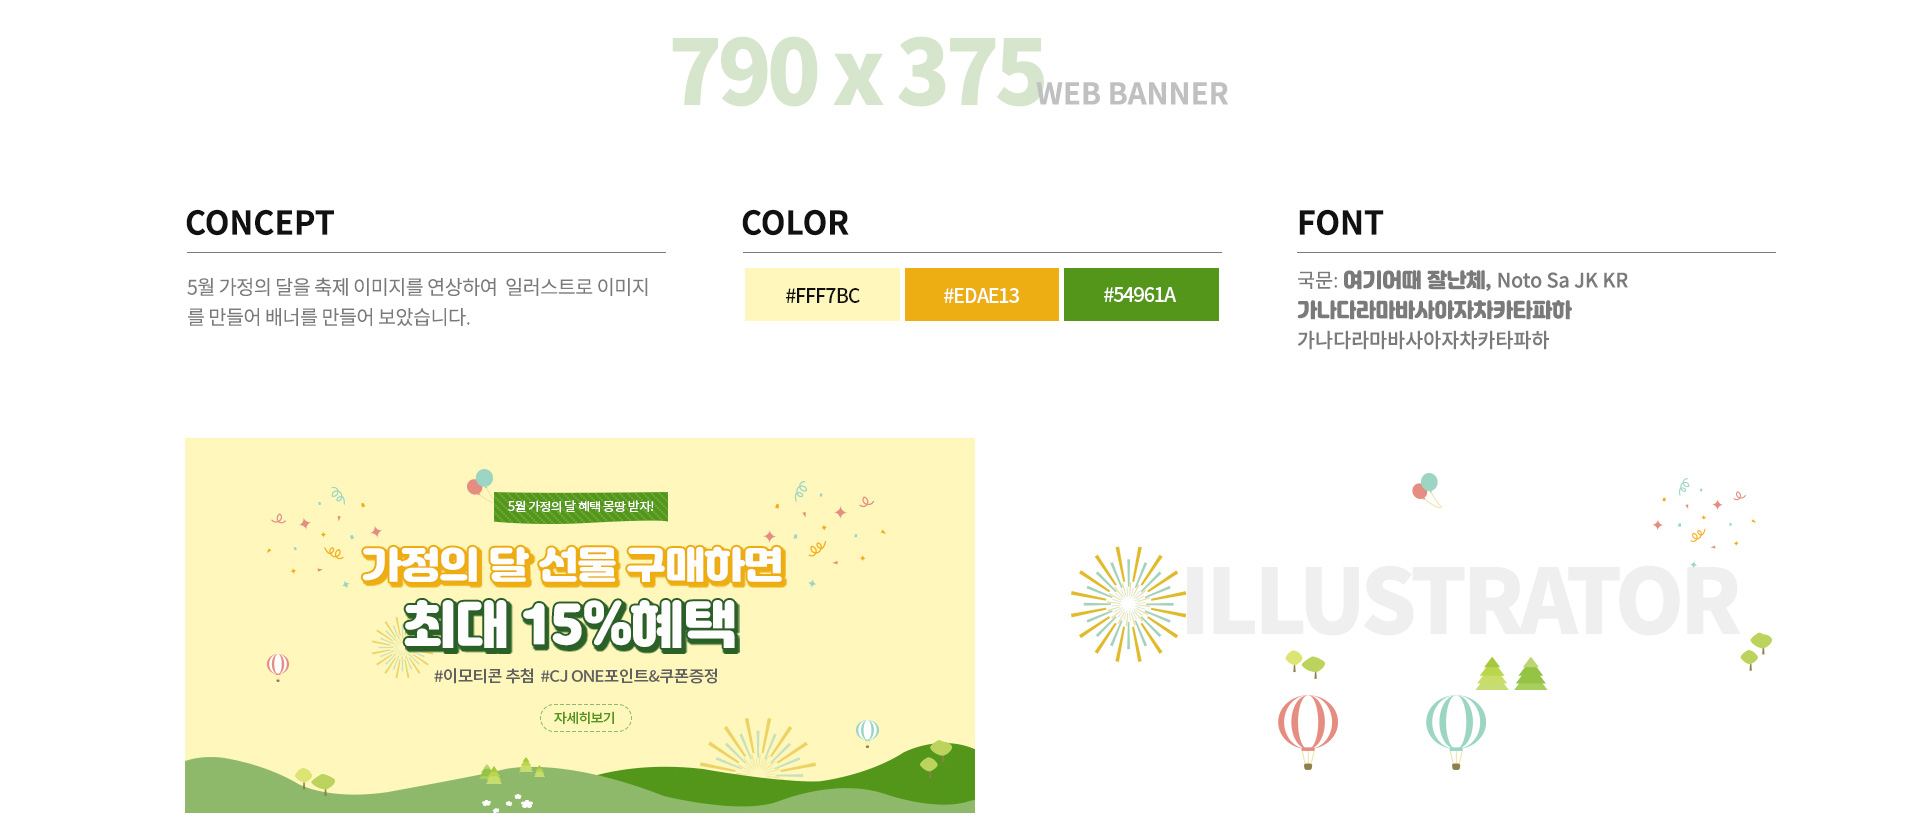 790 x 375 WEB BANNER
CONCEPT
5월 가정의 달을 축제 이미지를 연상하여 일러스트로 이미지
를 만들어 배너를 만들어 보았습니다.
COLOR
#FFF7BC
#EDAE13
#54961A
FONT
국문: 여기어때 잘난체, Noto Sa JK KR
가나다라마바사아자차카타파하
가나다라마바사아자차카타파하
5월 가정의 달 혜택 몽땅 받자!
가정의 달 선물 구매하면
최대 15%혜택
#이모티콘 추첨 #CJ ONE포인트&쿠폰증정
자세히보기
ILLUSTRATOR